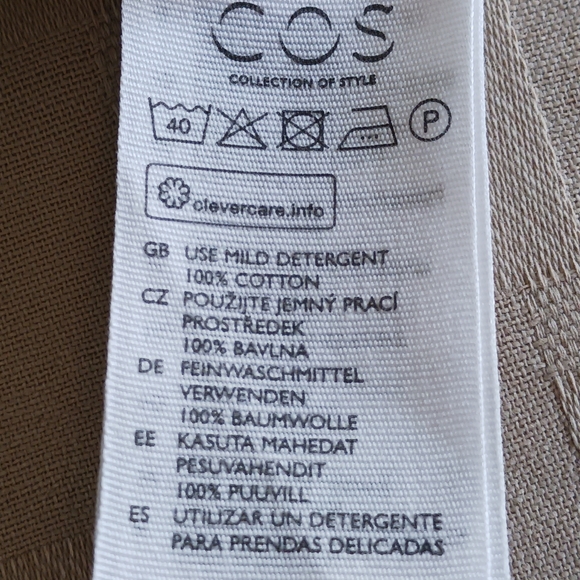 COS
COLLECTION OF STYLE
40 P
clevercare.info
GB USE MILD DETERGENT
100% COTTON
CZ POUŽIJTE JEMNÝ PRACÍ
PROSTŘEDEK
100% BAVLNA
DE FEINWASCHMITTEL
VERWENDEN
100% BAUMWOLLE
EE KASUTA MAHEDAT
PESUVAHENDIT
100% PUUVILL
ES UTILIZAR UN DETERGENTE
PARA PRENDAS DELICADAS